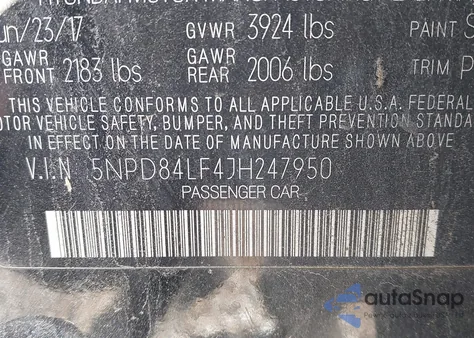 un/23/17 GVWR 3924 lbs PAINT S
GAWR FRONT 2183 lbs GAWR REAR 2006 lbs TRIM P
THIS VEHICLE CONFORMS TO ALL APPLICABLE U.S.A. FEDERAL
OTOR VEHICLE SAFETY, BUMPER, AND THEFT PREVENTION STANDA
IN EFFECT ON THE DATE OF MANUFACTURE SHOWN ABOVE.
V.I.N 5NPD84LF4JH247950
PASSENGER CAR
autoSnap